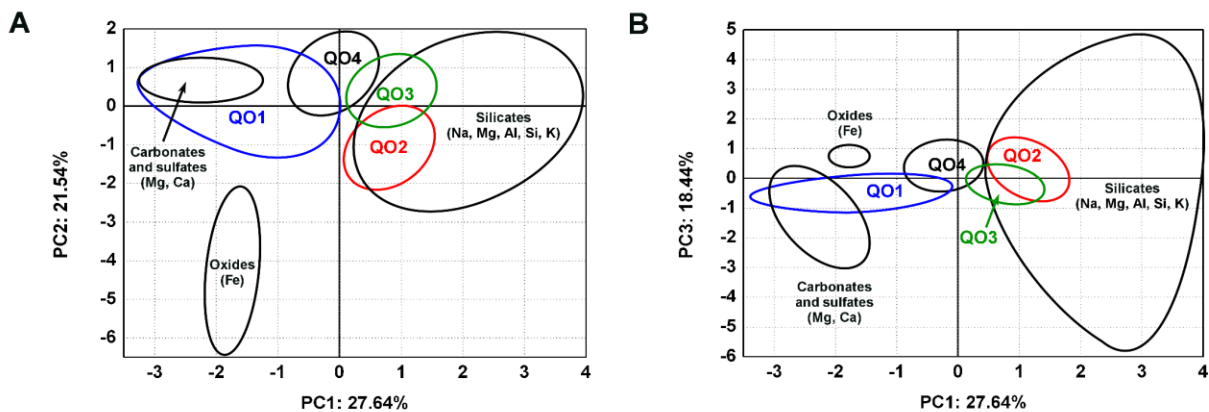 A
2
1
0
-1
-2
-3
-4
-5
-6
PC2: 21.54%
QO4
QO3
QO1
QO2
Silicates
(Na, Mg, Al, Si, K)
Carbonates
and sulfates
(Mg, Ca)
Oxides
(Fe)
-3 -2 -1 0 1 2 3 4
PC1: 27.64%
B
5
4
3
2
1
0
-1
-2
-3
-4
-5
-6
PC3: 18.44%
Oxides
(Fe)
QO4
QO2
QO1
Silicates
(Na, Mg, Al, Si, K)
QO3
Carbonates
and sulfates
(Mg, Ca)
-3 -2 -1 0 1 2 3 4
PC1: 27.64%